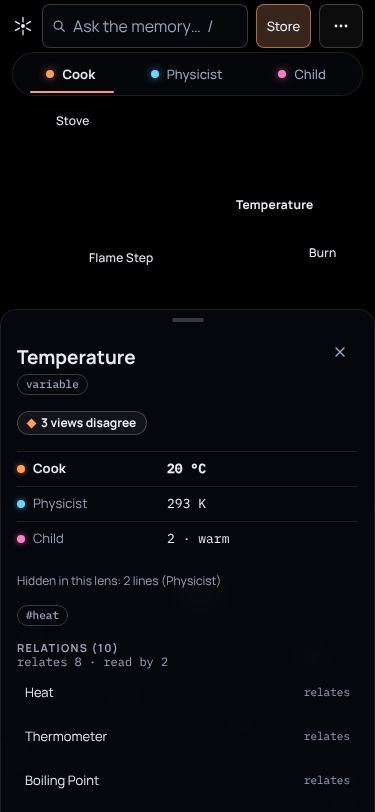 Ask the memory… /
Store
Cook
Physicist
Child
Stove
Temperature
Flame Step
Burn
Temperature
variable
3 views disagree
Cook 20 °C
Physicist 293 K
Child 2 · warm
Hidden in this lens: 2 lines (Physicist)
#heat
RELATIONS (10)
relates 8 · read by 2
Heat relates
Thermometer relates
Boiling Point relates